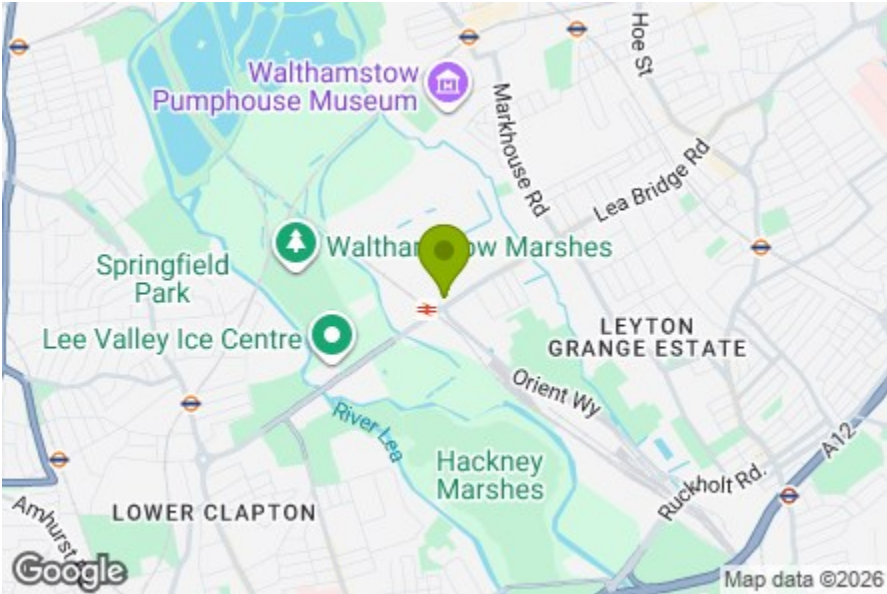 Hoe St
Walthamstow
Pumphouse Museum
Markhouse Rd
Lea Bridge Rd
Walthamstow Marshes
Springfield
Park
Lee Valley Ice Centre
LEYTON
GRANGE ESTATE
Orient Wy
River Lea
A12
Hackney
Marshes
Ruckholt Rd.
LOWER CLAPTON
Amhurst
Google
Map data ©2026